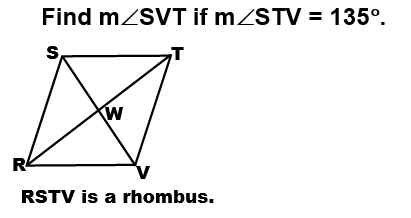 Find m∠SVT if m∠STV = 135°.
S
T
W
R
V
RSTV is a rhombus.